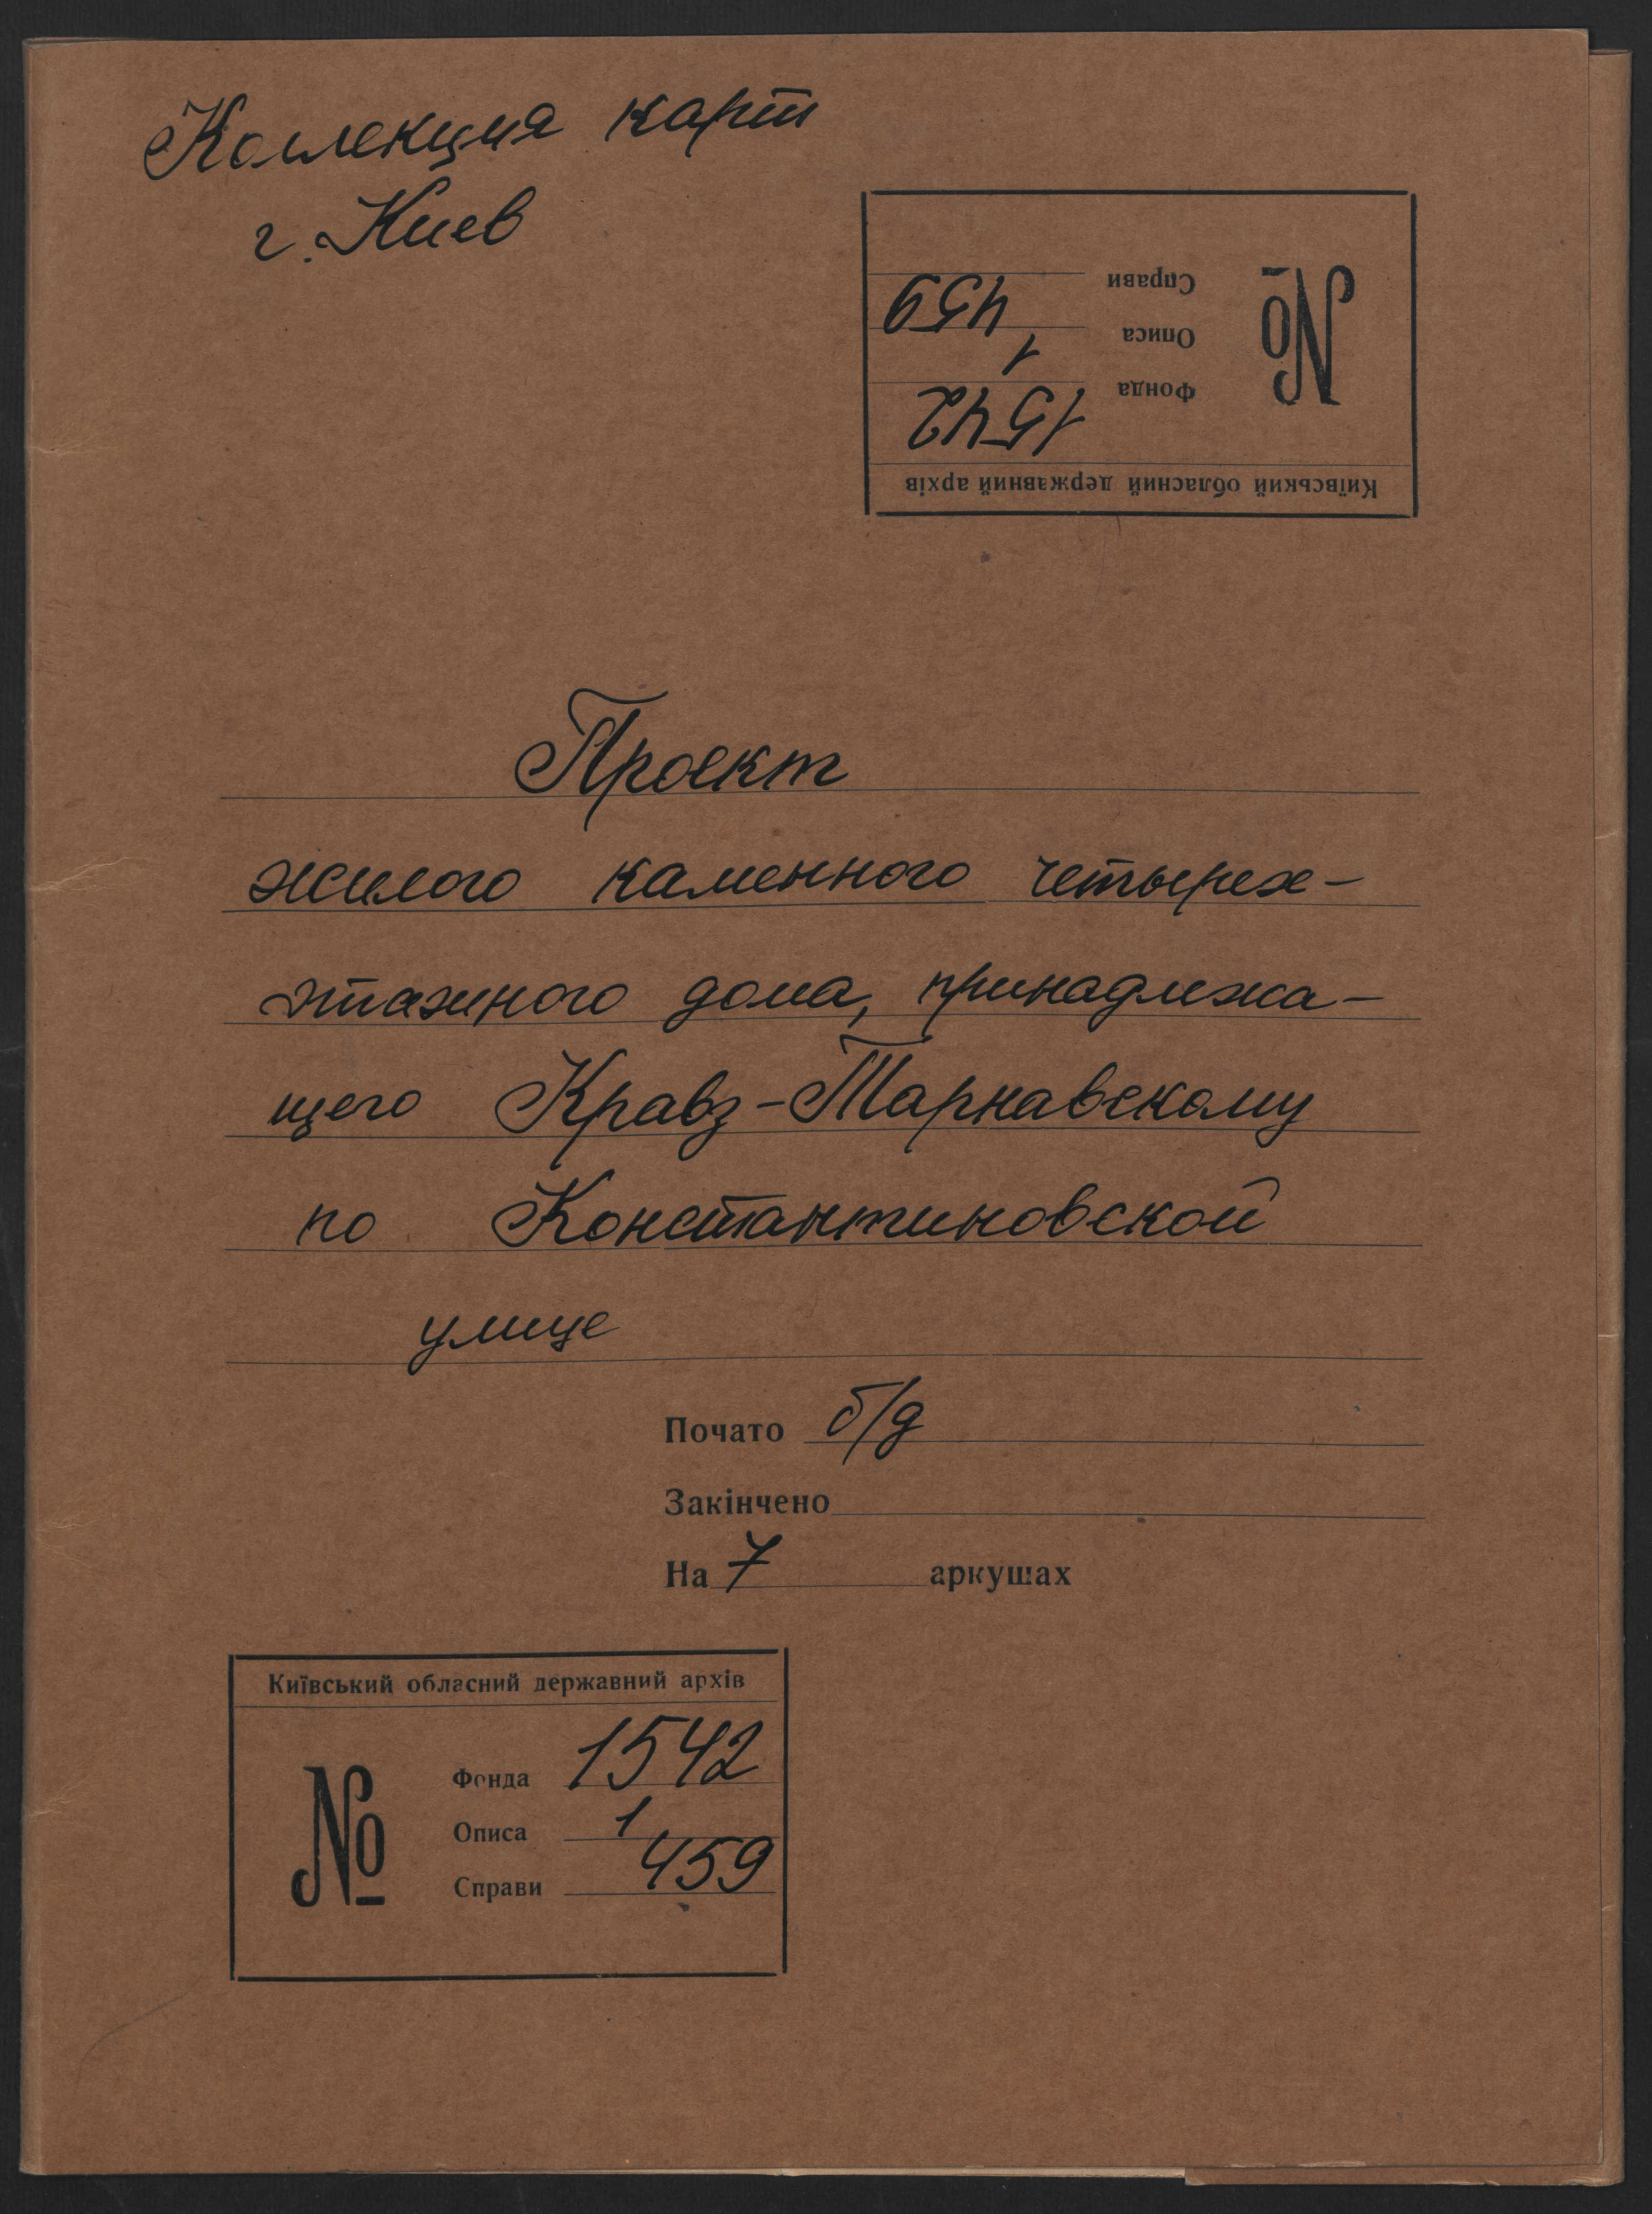 Коллекция карт
г. Киев
Київський обласний державний архів
№
Фонда 1542
Описа 1
Справи 459
Проект
жилого каменного четырех-
этажного дома, принадлежа-
щего Кравз-Тарнавскому
по Константиновской
улице
Почато б/д
Закінчено
На 7 аркушах
Київський обласний державний архів
№
Фонда 1542
Описа 1
Справи 459